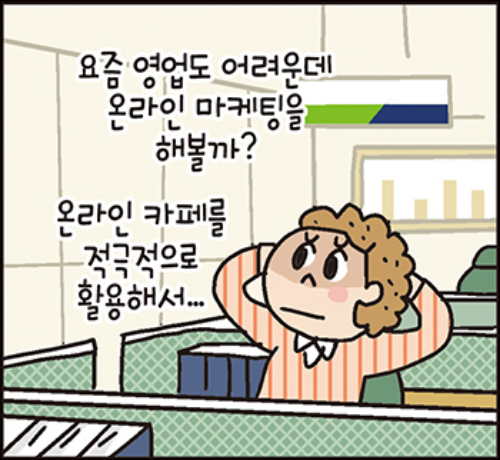 요즘 영업도 어려운데
온라인 마케팅을
해볼까?
온라인 카페를
적극적으로
활용해서...